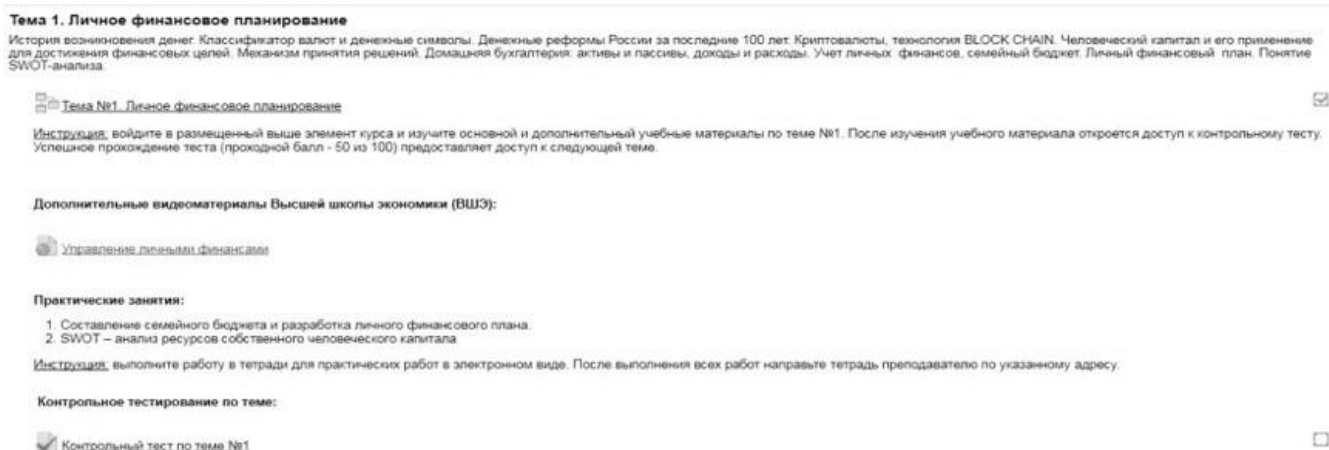 Тема 1. Личное финансовое планирование
История возникновения денег. Классификатор валют и денежные символы. Денежные реформы России за последние 100 лет. Криптовалюты, технология BLOCK CHAIN. Человеческий капитал и его применение
для достижения финансовых целей. Механизм принятия решений. Домашняя бухгалтерия: активы и пассивы, доходы и расходы. Учет личных финансов, семейный бюджет. Личный финансовый план. Понятие
SWOT-анализа.
Тема №1. Личное финансовое планирование
Инструкция: войдите в размещенный выше элемент курса и изучите основной и дополнительный учебные материалы по теме №1. После изучения учебного материала откроется доступ к контрольному тесту.
Успешное прохождение теста (проходной балл - 50 из 100) предоставляет доступ к следующей теме.
Дополнительные видеоматериалы Высшей школы экономики (ВШЭ):
Управление личными финансами
Практические занятия:
1. Составление семейного бюджета и разработка личного финансового плана.
2. SWOT – анализ ресурсов собственного человеческого капитала
Инструкция: выполните работу в тетради для практических работ в электронном виде. После выполнения всех работ направьте тетрадь преподавателю по указанному адресу.
Контрольное тестирование по теме:
Контрольный тест по теме №1